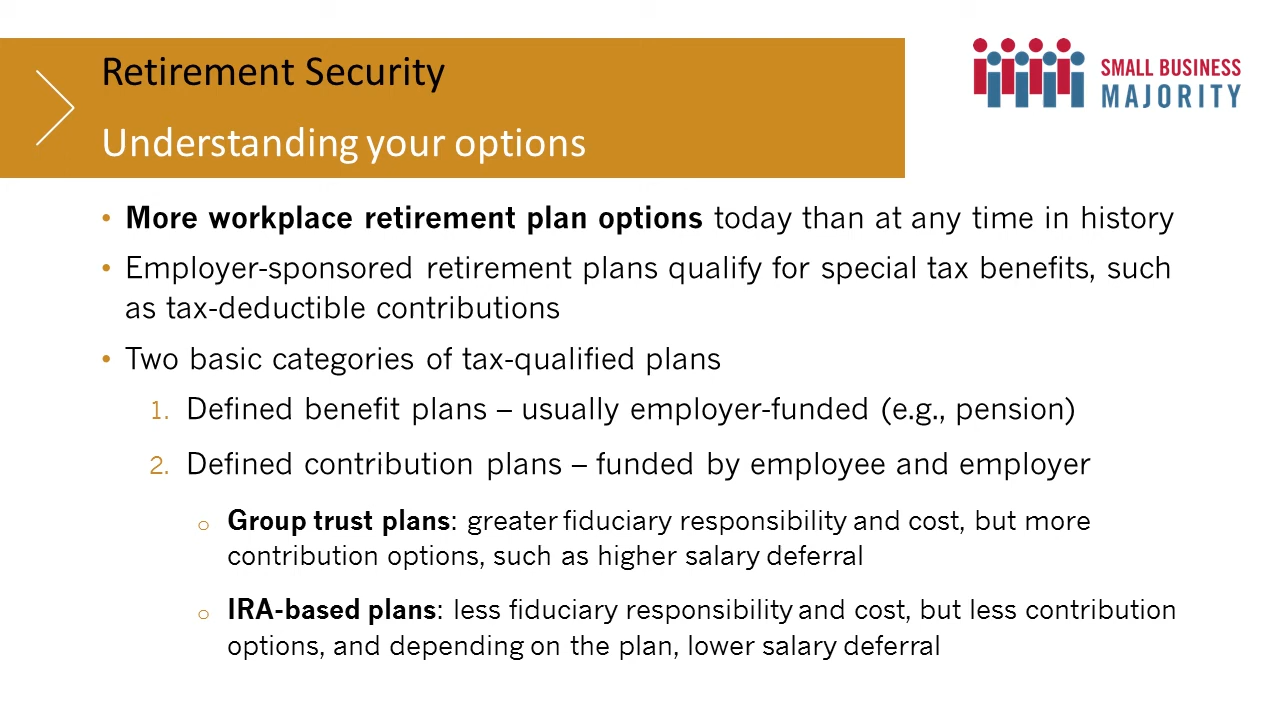 Retirement Security
Understanding your options
SMALL BUSINESS
MAJORITY
• More workplace retirement plan options today than at any time in history
• Employer-sponsored retirement plans qualify for special tax benefits, such
as tax-deductible contributions
• Two basic categories of tax-qualified plans
1. Defined benefit plans – usually employer-funded (e.g., pension)
2. Defined contribution plans – funded by employee and employer
o Group trust plans: greater fiduciary responsibility and cost, but more
contribution options, such as higher salary deferral
o IRA-based plans: less fiduciary responsibility and cost, but less contribution
options, and depending on the plan, lower salary deferral